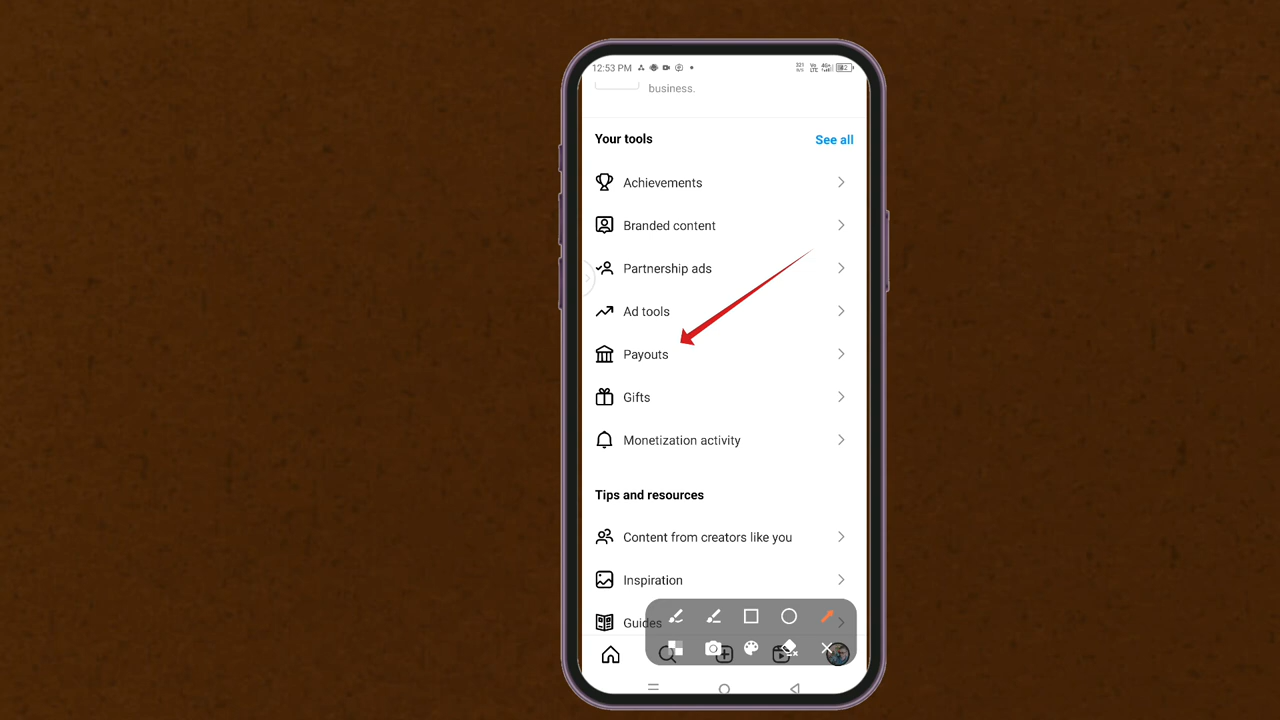 12:53 PM
business.
Your tools
See all
Achievements
Branded content
Partnership ads
Ad tools
Payouts
Gifts
Monetization activity
Tips and resources
Content from creators like you
Inspiration
Guides